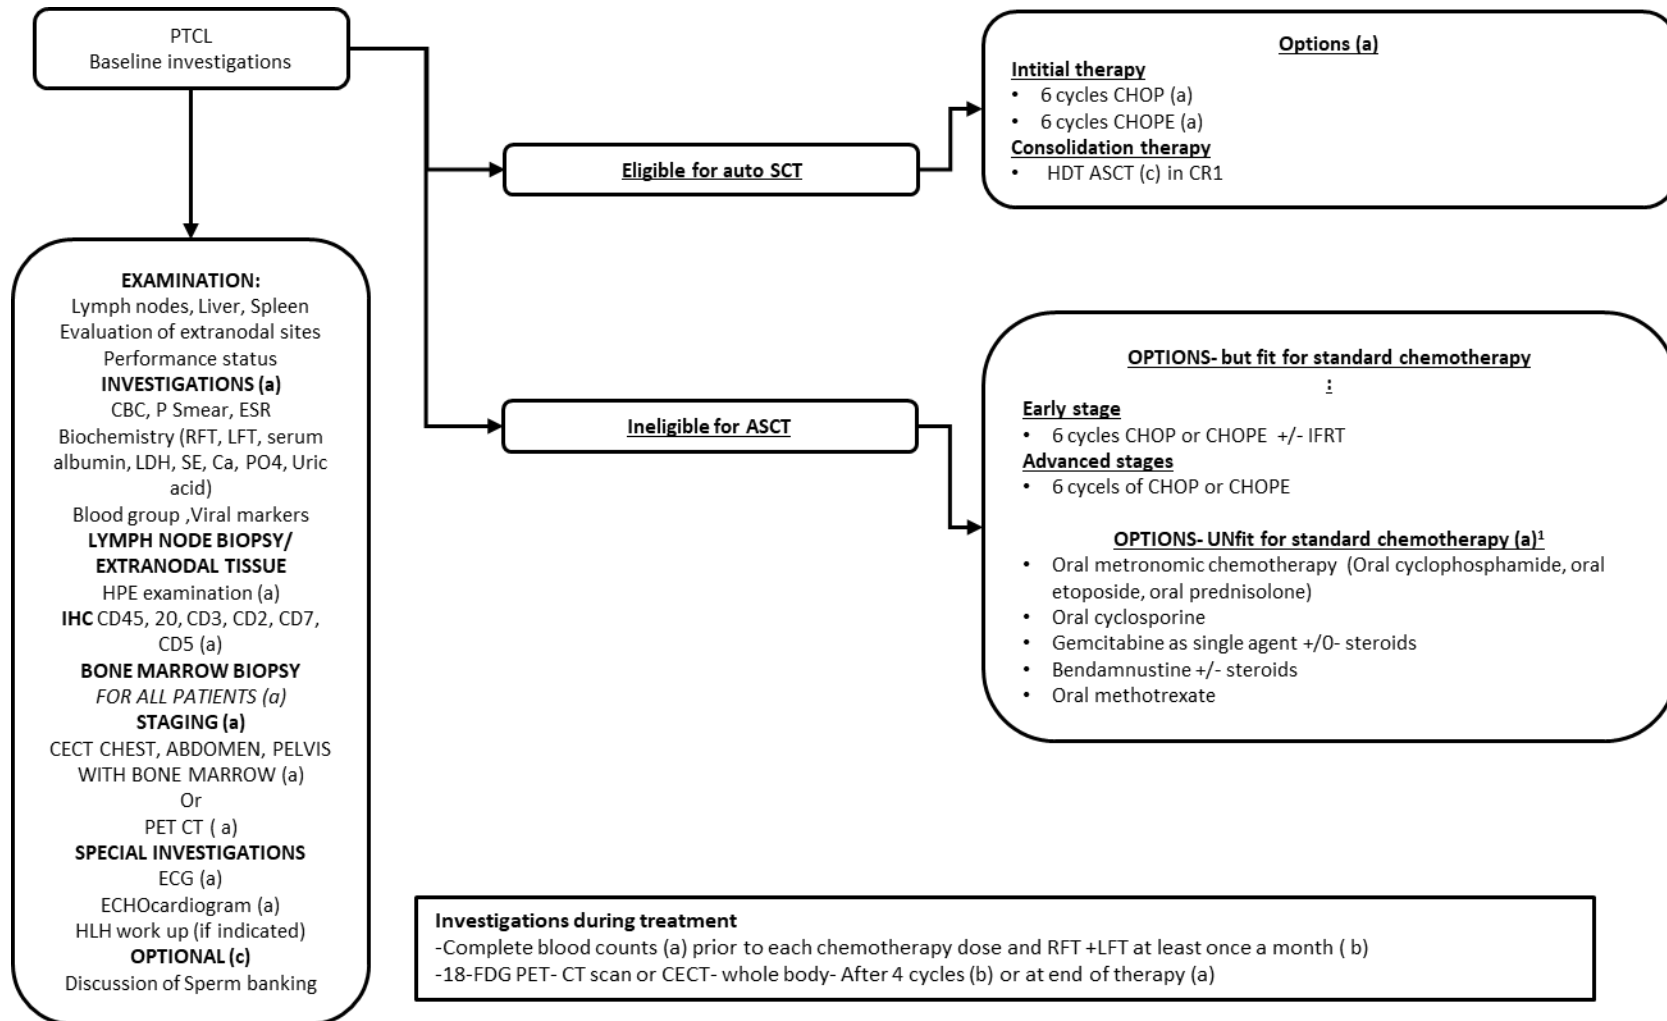 PTCL
Baseline investigations
EXAMINATION:
Lymph nodes, Liver, Spleen
Evaluation of extranodal sites
Performance status
INVESTIGATIONS (a)
CBC, P Smear, ESR
Biochemistry (RFT, LFT, serum
albumin, LDH, SE, Ca, PO4, Uric
acid)
Blood group ,Viral markers
LYMPH NODE BIOPSY/
EXTRANODAL TISSUE
HPE examination (a)
IHC CD45, 20, CD3, CD2, CD7,
CD5 (a)
BONE MARROW BIOPSY
FOR ALL PATIENTS (a)
STAGING (a)
CECT CHEST, ABDOMEN, PELVIS
WITH BONE MARROW (a)
Or
PET CT ( a)
SPECIAL INVESTIGATIONS
ECG (a)
ECHOcardiogram (a)
HLH work up (if indicated)
OPTIONAL (c)
Discussion of Sperm banking
Eligible for auto SCT
Options (a)
Intitial therapy
• 6 cycles CHOP (a)
• 6 cycles CHOPE (a)
Consolidation therapy
• HDT ASCT (c) in CR1
Ineligible for ASCT
OPTIONS- but fit for standard chemotherapy
:
Early stage
• 6 cycles CHOP or CHOPE +/- IFRT
Advanced stages
• 6 cycels of CHOP or CHOPE
OPTIONS- UNfit for standard chemotherapy (a)¹
• Oral metronomic chemotherapy (Oral cyclophosphamide, oral
etoposide, oral prednisolone)
• Oral cyclosporine
• Gemcitabine as single agent +/0- steroids
• Bendamnustine +/- steroids
• Oral methotrexate
Investigations during treatment
-Complete blood counts (a) prior to each chemotherapy dose and RFT +LFT at least once a month ( b)
-18-FDG PET- CT scan or CECT- whole body- After 4 cycles (b) or at end of therapy (a)